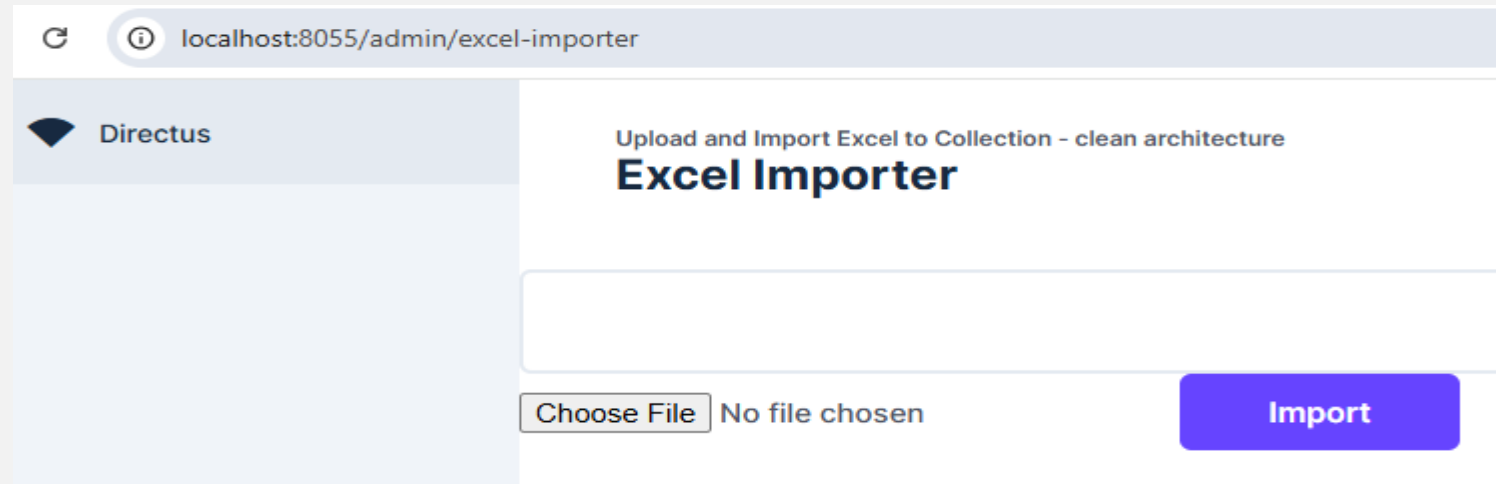 localhost:8055/admin/excel-importer
Directus
Upload and Import Excel to Collection - clean architecture
Excel Importer
Choose File No file chosen
Import